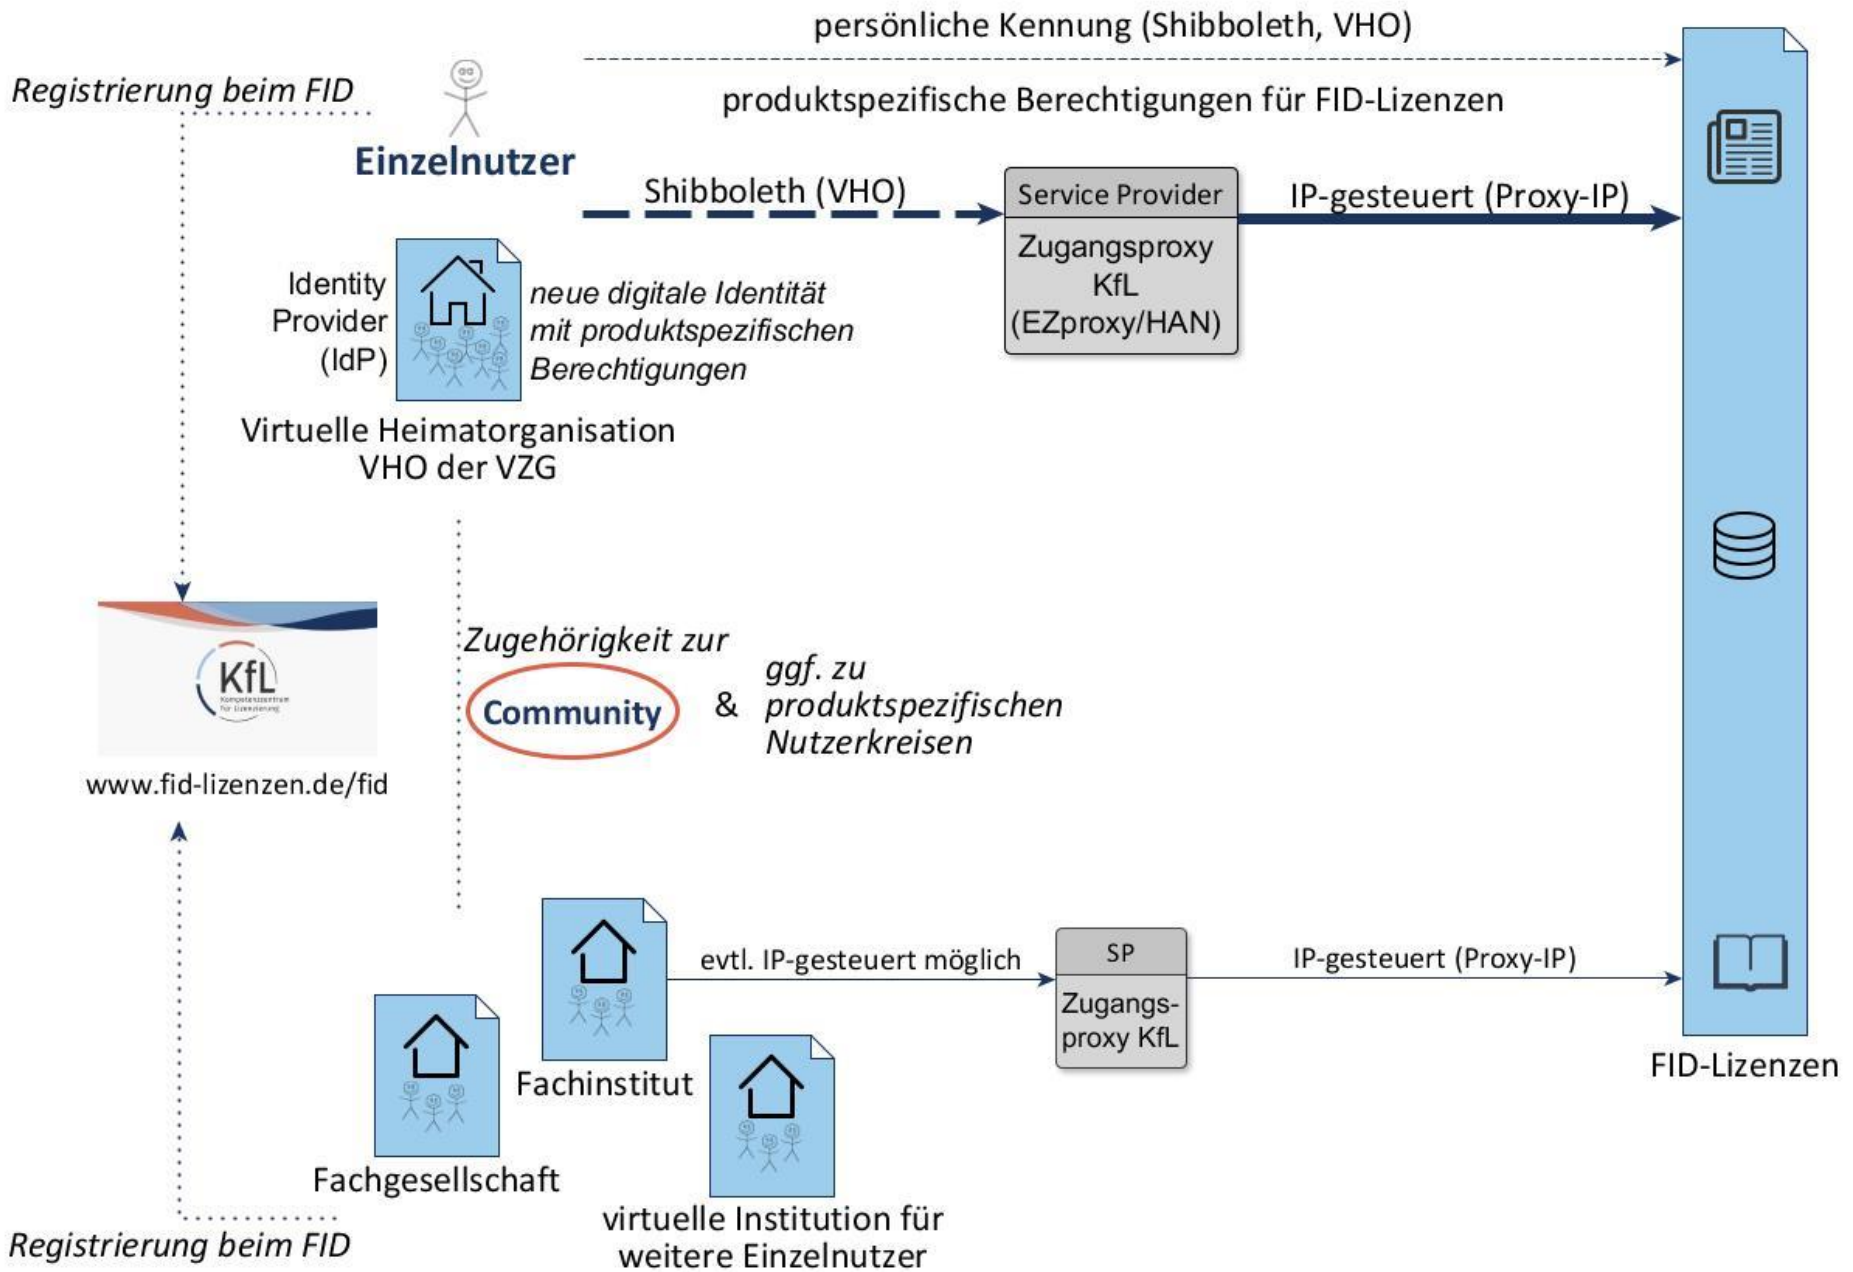 persönliche Kennung (Shibboleth, VHO)
Registrierung beim FID
produktspezifische Berechtigungen für FID-Lizenzen
Einzelnutzer
Shibboleth (VHO)
Service Provider
Zugangsproxy
KfL
(EZproxy/HAN)
IP-gesteuert (Proxy-IP)
Identity
Provider
(IdP)
neue digitale Identität
mit produktspezifischen
Berechtigungen
Virtuelle Heimatorganisation
VHO der VZG
Zugehörigkeit zur
Community
&
ggf. zu
produktspezifischen
Nutzerkreisen
KfL
Kompetenzzentrum
für Lizenzierung
www.fid-lizenzen.de/fid
evtl. IP-gesteuert möglich
SP
Zugangs-
proxy KfL
IP-gesteuert (Proxy-IP)
FID-Lizenzen
Fachinstitut
Fachgesellschaft
virtuelle Institution für
weitere Einzelnutzer
Registrierung beim FID